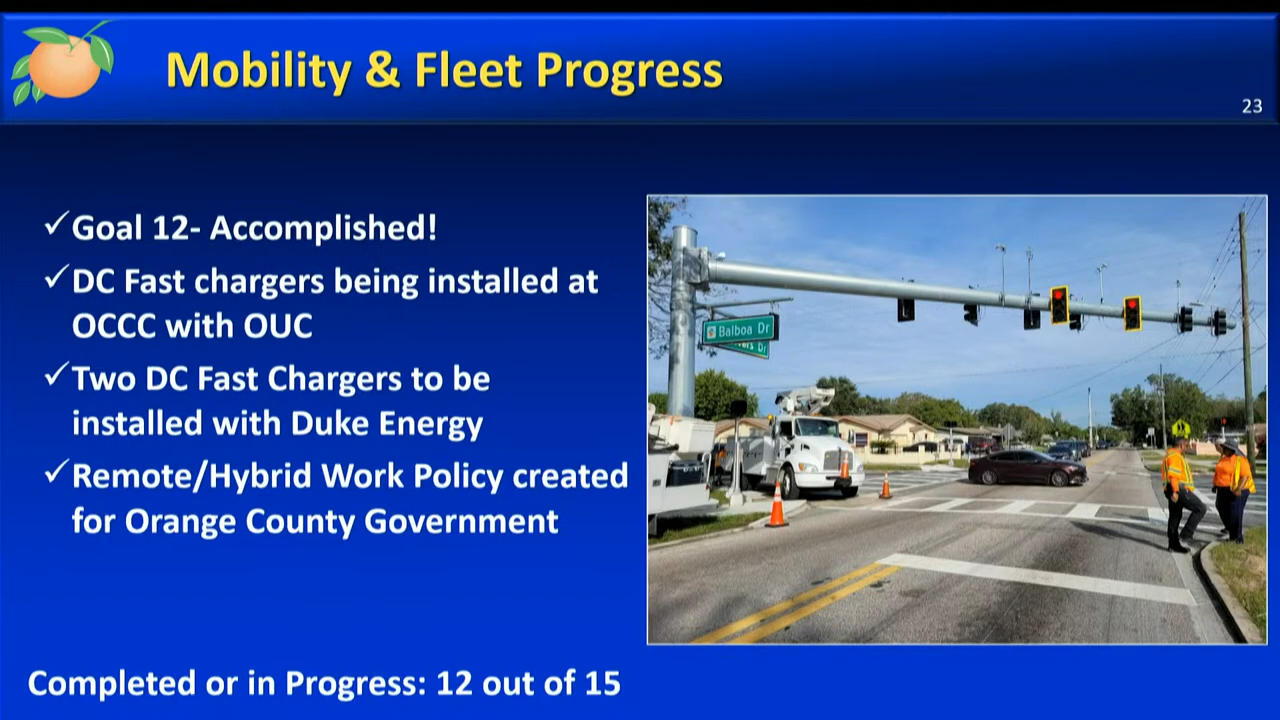 Mobility & Fleet Progress
23
✓Goal 12- Accomplished!
✓DC Fast chargers being installed at
OCCC with OUC
✓Two DC Fast Chargers to be
installed with Duke Energy
✓Remote/Hybrid Work Policy created
for Orange County Government
Balboa Dr
Dr
Completed or in Progress: 12 out of 15